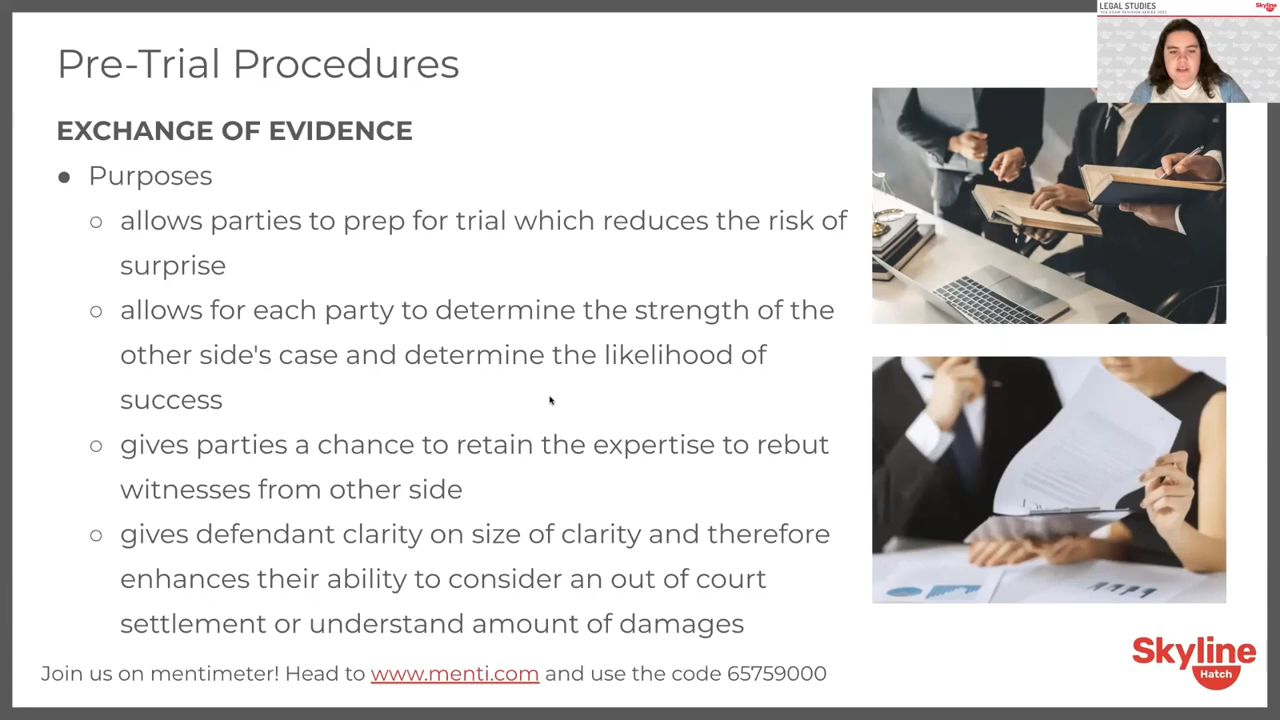 LEGAL STUDIES
Skyline
Pre-Trial Procedures
EXCHANGE OF EVIDENCE
● Purposes
○ allows parties to prep for trial which reduces the risk of
surprise
○ allows for each party to determine the strength of the
other side's case and determine the likelihood of
success
○ gives parties a chance to retain the expertise to rebut
witnesses from other side
○ gives defendant clarity on size of clarity and therefore
enhances their ability to consider an out of court
settlement or understand amount of damages
Join us on mentimeter! Head to www.menti.com and use the code 65759000
Skyline
Hatch